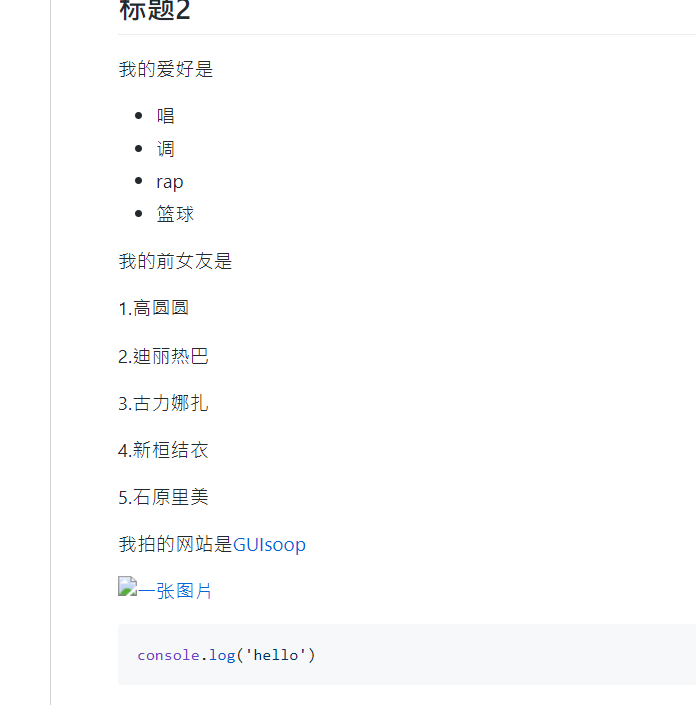 标题2
我的爱好是
唱
调
rap
篮球
我的前女友是
1.高圆圆
2.迪丽热巴
3.古力娜扎
4.新桓结衣
5.石原里美
我拍的网站是GUIsoop
一张图片
console.log('hello')